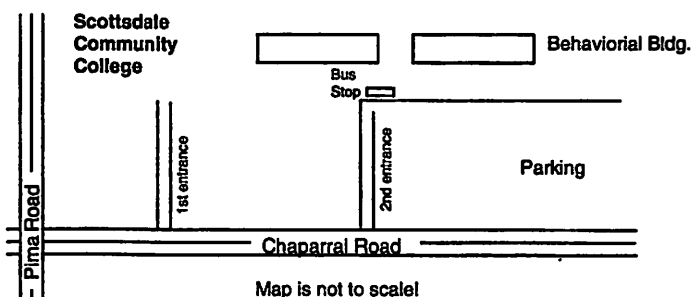 Scottsdale
Community
College
Behaviorial Bldg.
Bus
Stop
1st entrance
2nd entrance
Parking
Pima Road
Chaparral Road
Map is not to scale!